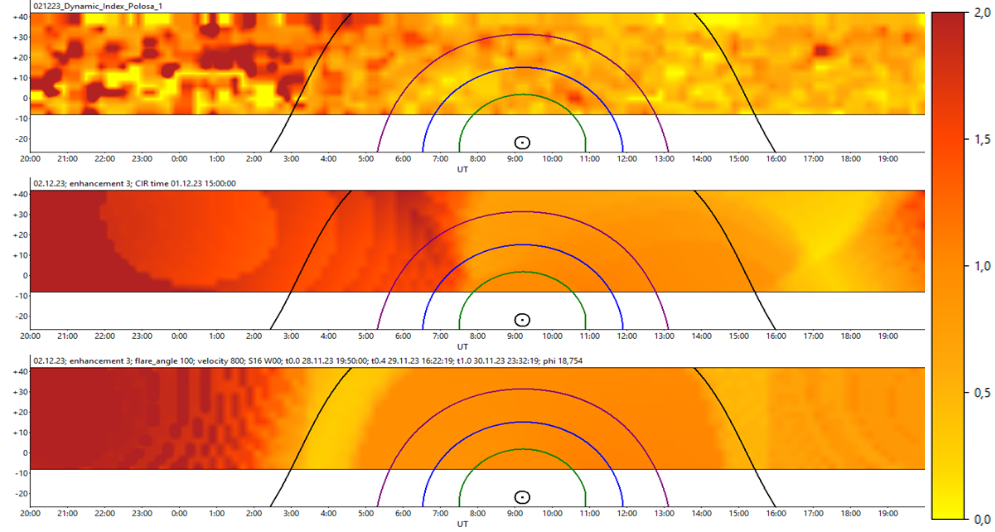 021223_Dynamic_Index_Polosa_1
+40
+30
+20
+10
0
-10
-20
20:00 21:00 22:00 23:00 0:00 1:00 2:00 3:00 4:00 5:00 6:00 7:00 8:00 9:00 10:00 11:00 12:00 13:00 14:00 15:00 16:00 17:00 18:00 19:00
UT
02.12.23; enhancement 3; CIR time 01.12.23 15:00:00
+40
+30
+20
+10
0
-10
-20
20:00 21:00 22:00 23:00 0:00 1:00 2:00 3:00 4:00 5:00 6:00 7:00 8:00 9:00 10:00 11:00 12:00 13:00 14:00 15:00 16:00 17:00 18:00 19:00
UT
02.12.23; enhancement 3; flare_angle 100; velocity 800; S16 W00; t0.0 28.11.23 19:50:00; t0.4 29.11.23 16:22:19; t1.0 30.11.23 23:32:19; phi 18,754
+40
+30
+20
+10
0
-10
-20
20:00 21:00 22:00 23:00 0:00 1:00 2:00 3:00 4:00 5:00 6:00 7:00 8:00 9:00 10:00 11:00 12:00 13:00 14:00 15:00 16:00 17:00 18:00 19:00
UT
2,0
1,5
1,0
0,5
0,0